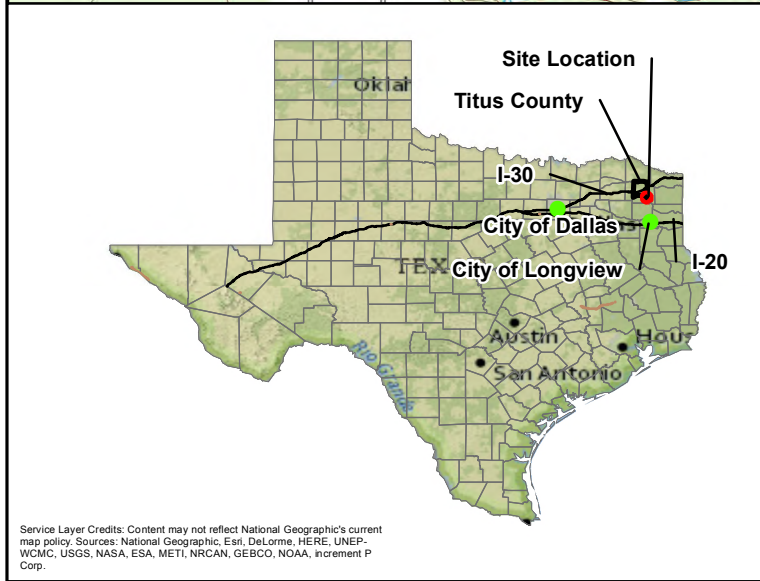 Site Location
Oklah
Titus County
I-30
City of Dallas
TEX
City of Longview
I-20
Austin
Hous
San Antonio
Rio Grande
Service Layer Credits: Content may not reflect National Geographic's current
map policy. Sources: National Geographic, Esri, DeLorme, HERE, UNEP-
WCMC, USGS, NASA, ESA, METI, NRCAN, GEBCO, NOAA, increment P
Corp.